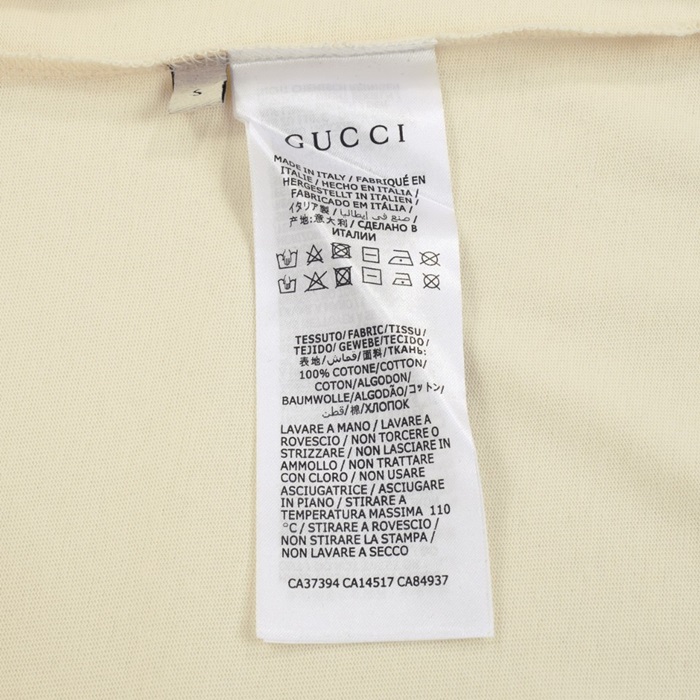 S
GUCCI
MADE IN ITALY / FABRIQUÉ EN
ITALIE / HECHO EN ITALIA /
HERGESTELLT IN ITALIEN /
FABRICADO EM ITÁLIA /
イタリア製 / صنع في إيطاليا /
产地:意大利 / СДЕЛАНО В
ИТАЛИИ
TESSUTO/ FABRIC/TISSU/
TEJIDO/ GEWEBE/TECIDO/
表地/قماش/面料/ТКАНЬ:
100% COTONE/COTTON/
COTON/ALGODON/
BAUMWOLLE/ALGODÃO/コットン/
قطن/棉/ХЛОПОК
LAVARE A MANO / LAVARE A
ROVESCIO / NON TORCERE O
STRIZZARE / NON LASCIARE IN
AMMOLLO / NON TRATTARE
CON CLORO / NON USARE
ASCIUGATRICE / ASCIUGARE
IN PIANO / STIRARE A
TEMPERATURA MASSIMA 110
°C / STIRARE A ROVESCIO /
NON STIRARE LA STAMPA /
NON LAVARE A SECCO
CA37394 CA14517 CA84937